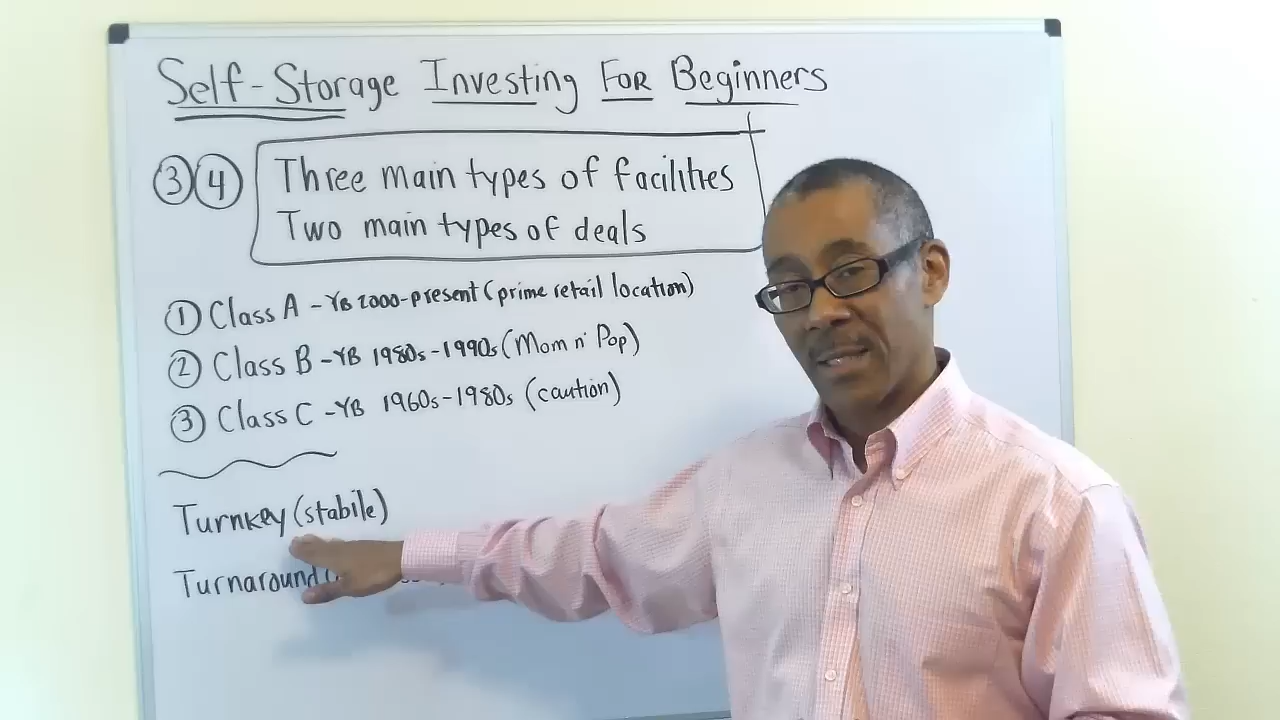 Self-Storage Investing FOR Beginners
3 4 Three main types of facilities
Two main types of deals
1 Class A - YB 2000-present (prime retail location)
2 Class B - YB 1980s-1990s (Mom n' Pop)
3 Class C - YB 1960s-1980s (caution)
Turnkey (stabile)
Turnaround (